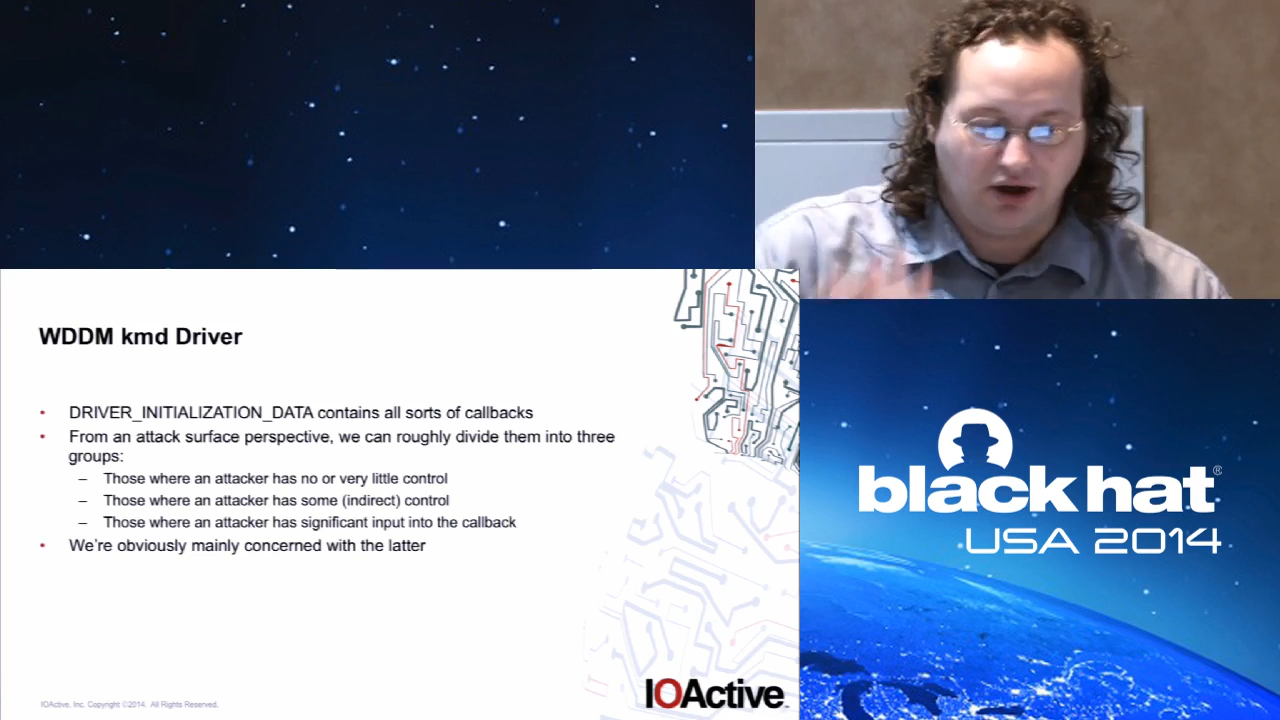 WDDM kmd Driver
• DRIVER_INITIALIZATION_DATA contains all sorts of callbacks
• From an attack surface perspective, we can roughly divide them into three
groups:
– Those where an attacker has no or very little control
– Those where an attacker has some (indirect) control
– Those where an attacker has significant input into the callback
• We're obviously mainly concerned with the latter
IOActive, Inc. Copyright ©2014. All Rights Reserved.
IOActive
black hat®
USA 2014